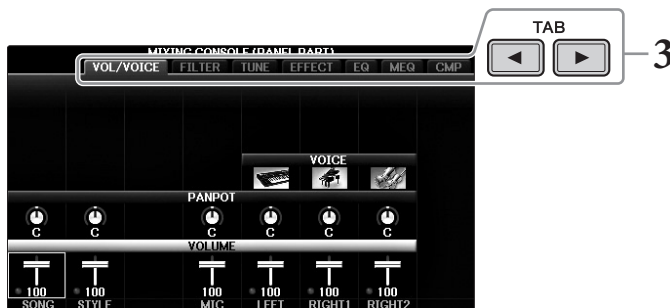 TAB
◄ ► 3
MIXING CONSOLE (PANEL PART)
VOL/VOICE FILTER TUNE EFFECT EQ MEQ CMP
VOICE
PANPOT
C C C C C C
VOLUME
100 100 100 100 100 100
SONG STYLE MIC LEFT RIGHT1 RIGHT2